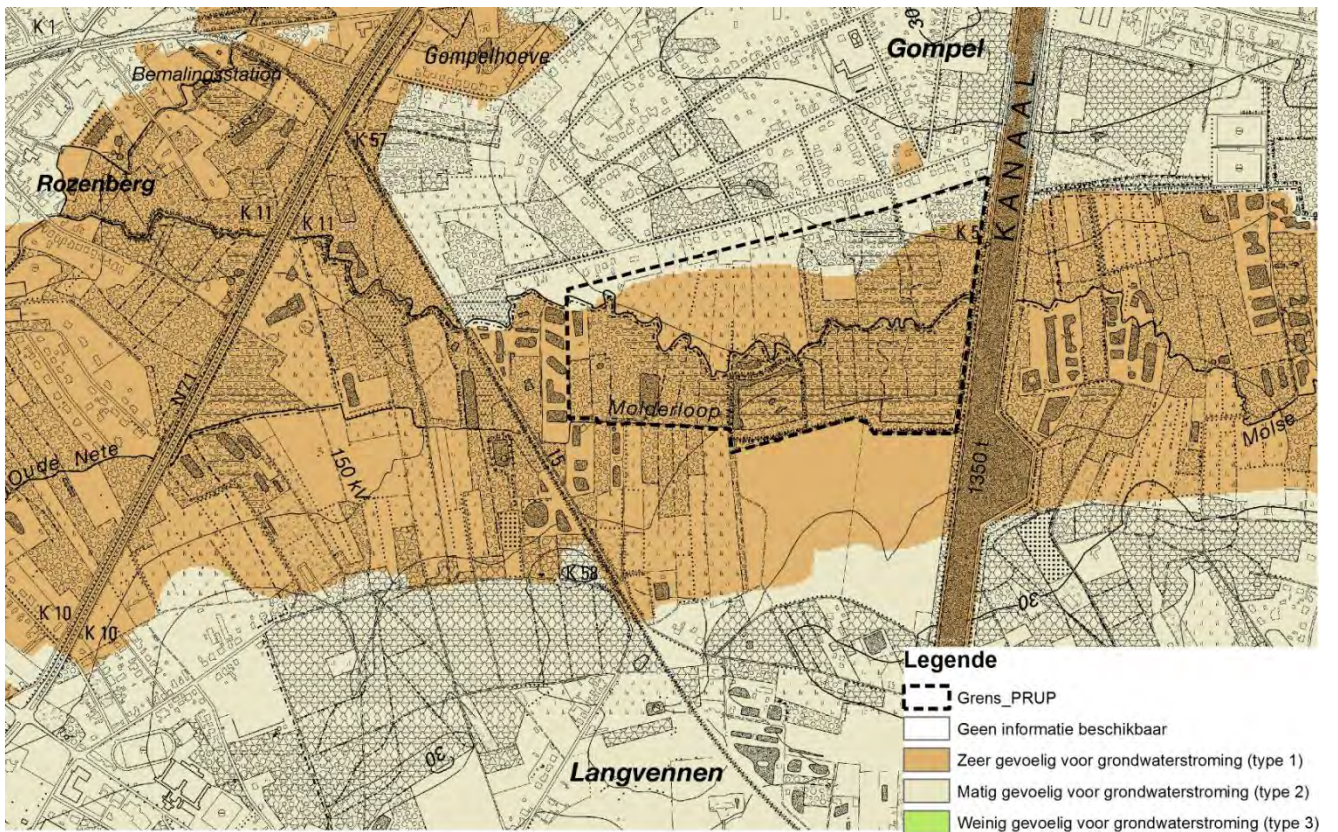 K 1
Gompelhoeve
Gompel
30
Bemalingsstation
K 57
Rozenberg
K 11
K 11
K 5
KANAAL
N71
Molderloop
Oude Nete
150 kV
15
1350 t
Molse
K 58
K 10
K 10
30
30
Langvennen
Legende
Grens_PRUP
Geen informatie beschikbaar
Zeer gevoelig voor grondwaterstroming (type 1)
Matig gevoelig voor grondwaterstroming (type 2)
Weinig gevoelig voor grondwaterstroming (type 3)